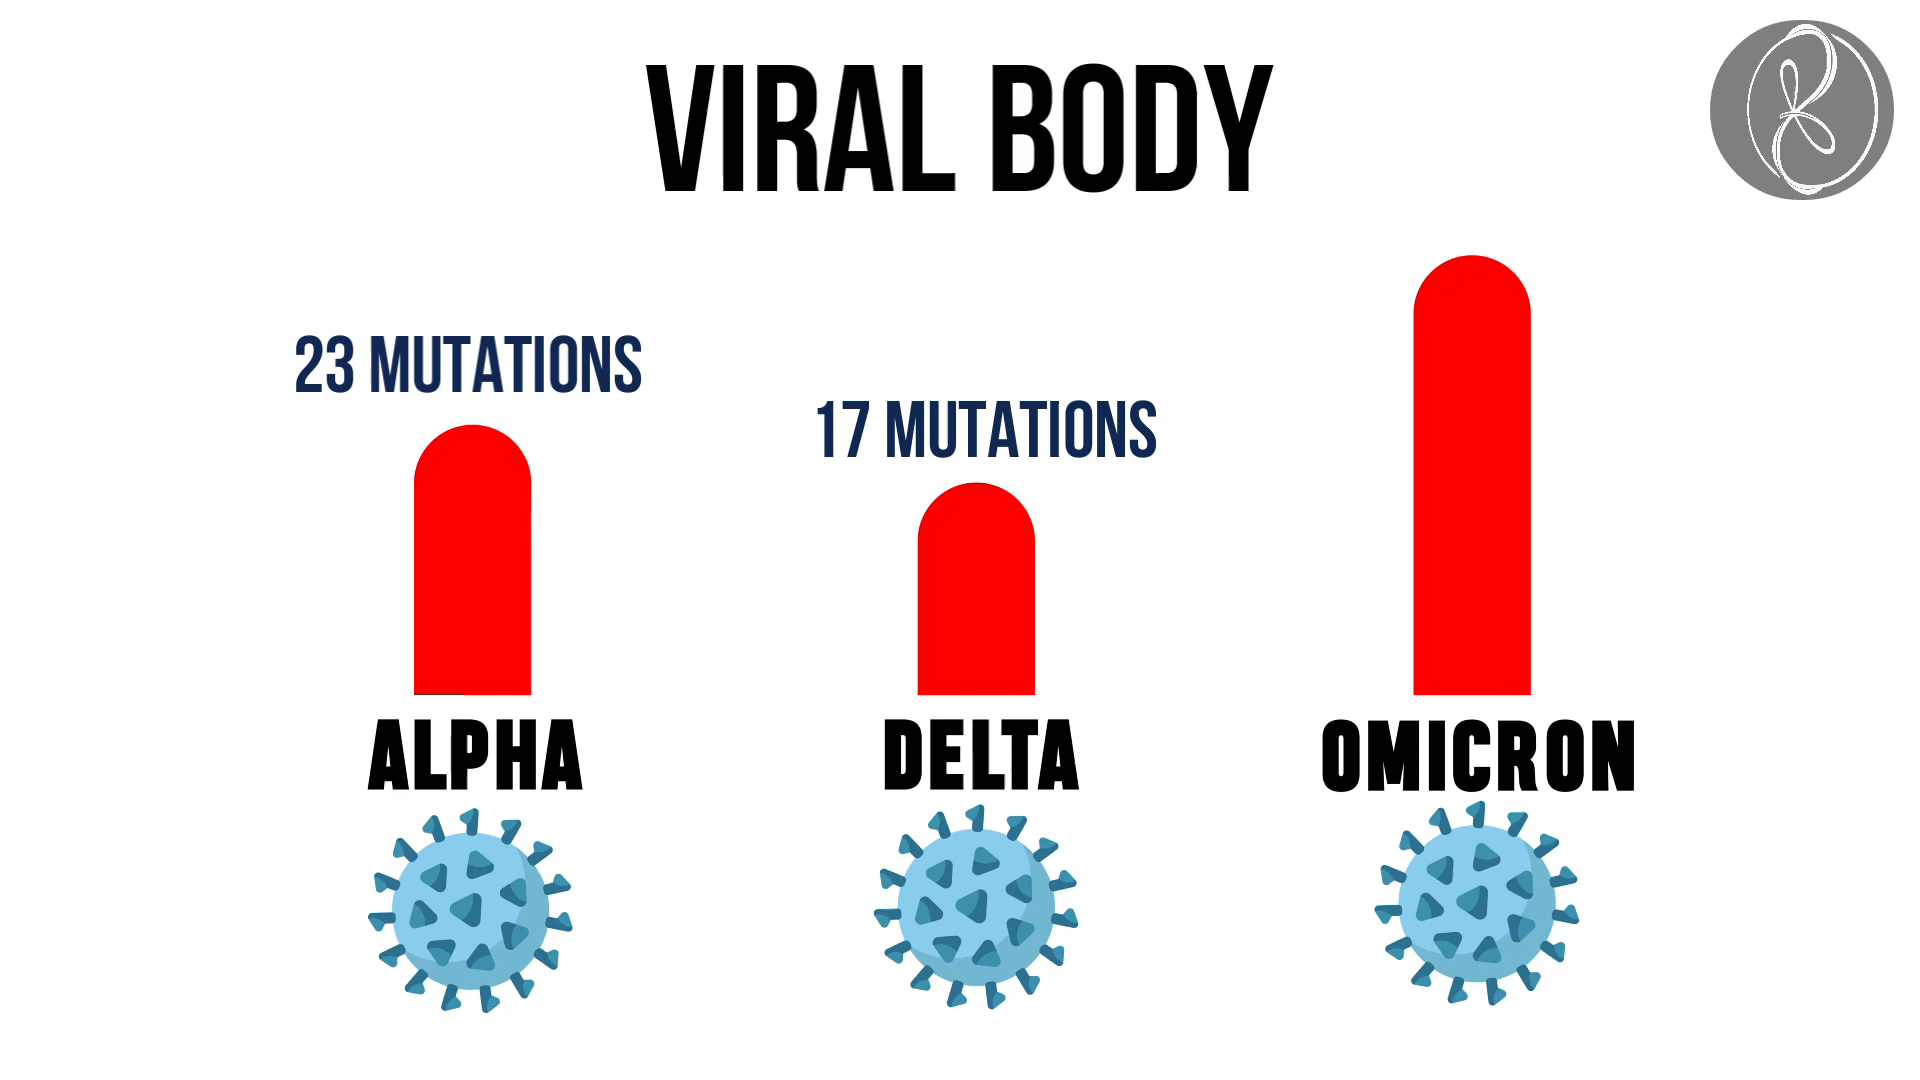 VIRAL BODY
23 MUTATIONS
17 MUTATIONS
ALPHA
DELTA
OMICRON